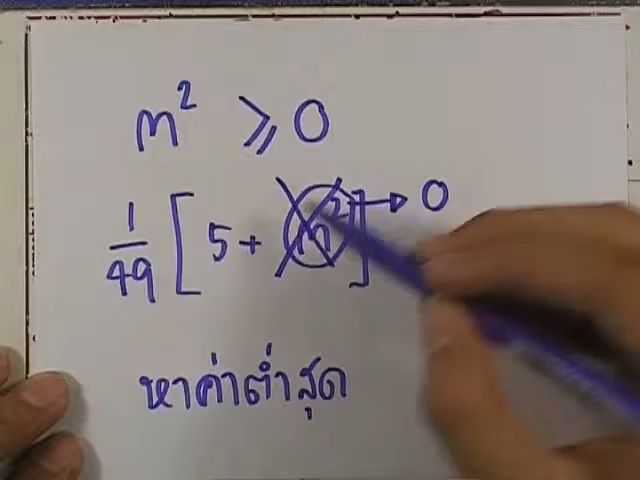 m² ⩾ 0
1/49 [ 5 + m² ] → 0
หาค่าต่ำสุด